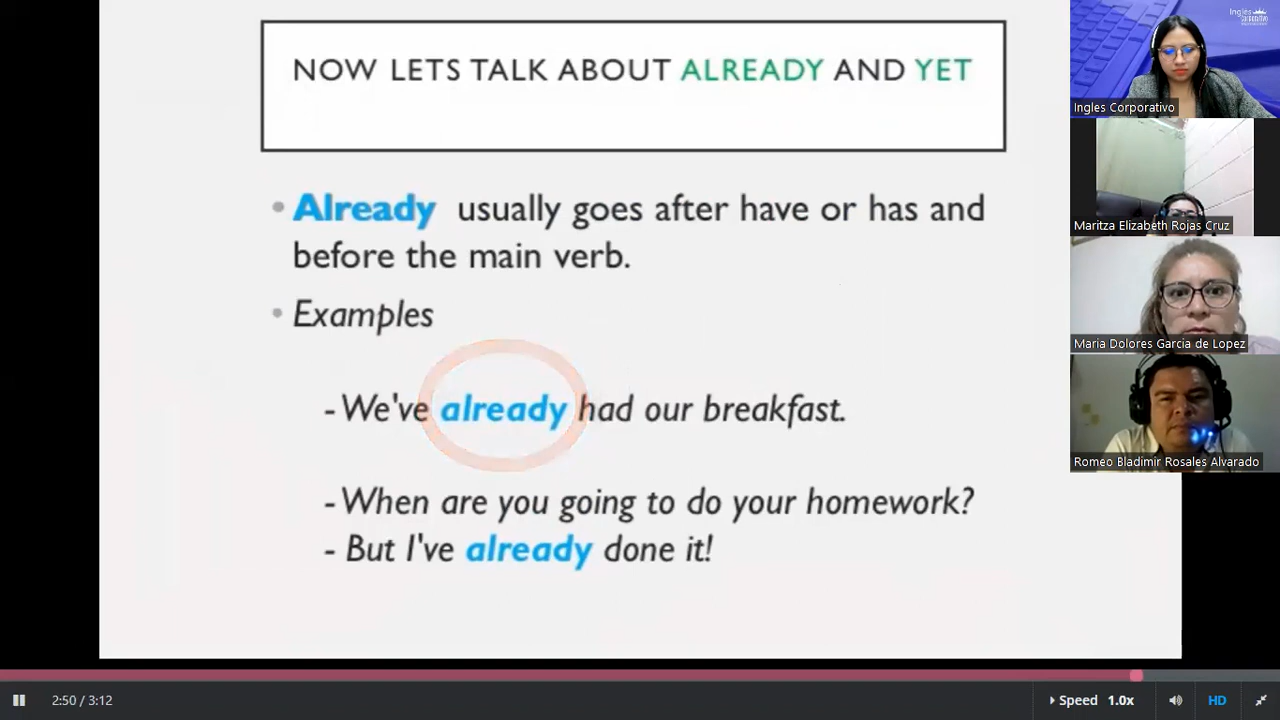 NOW LETS TALK ABOUT ALREADY AND YET
• Already usually goes after have or has and
before the main verb.
• Examples
- We've already had our breakfast.
- When are you going to do your homework?
- But I've already done it!
Ingles Corporativo
Maritza Elizabeth Rojas Cruz
Maria Dolores Garcia de Lopez
Romeo Bladimir Rosales Alvarado
2:50 / 3:12
Speed 1.0x
HD